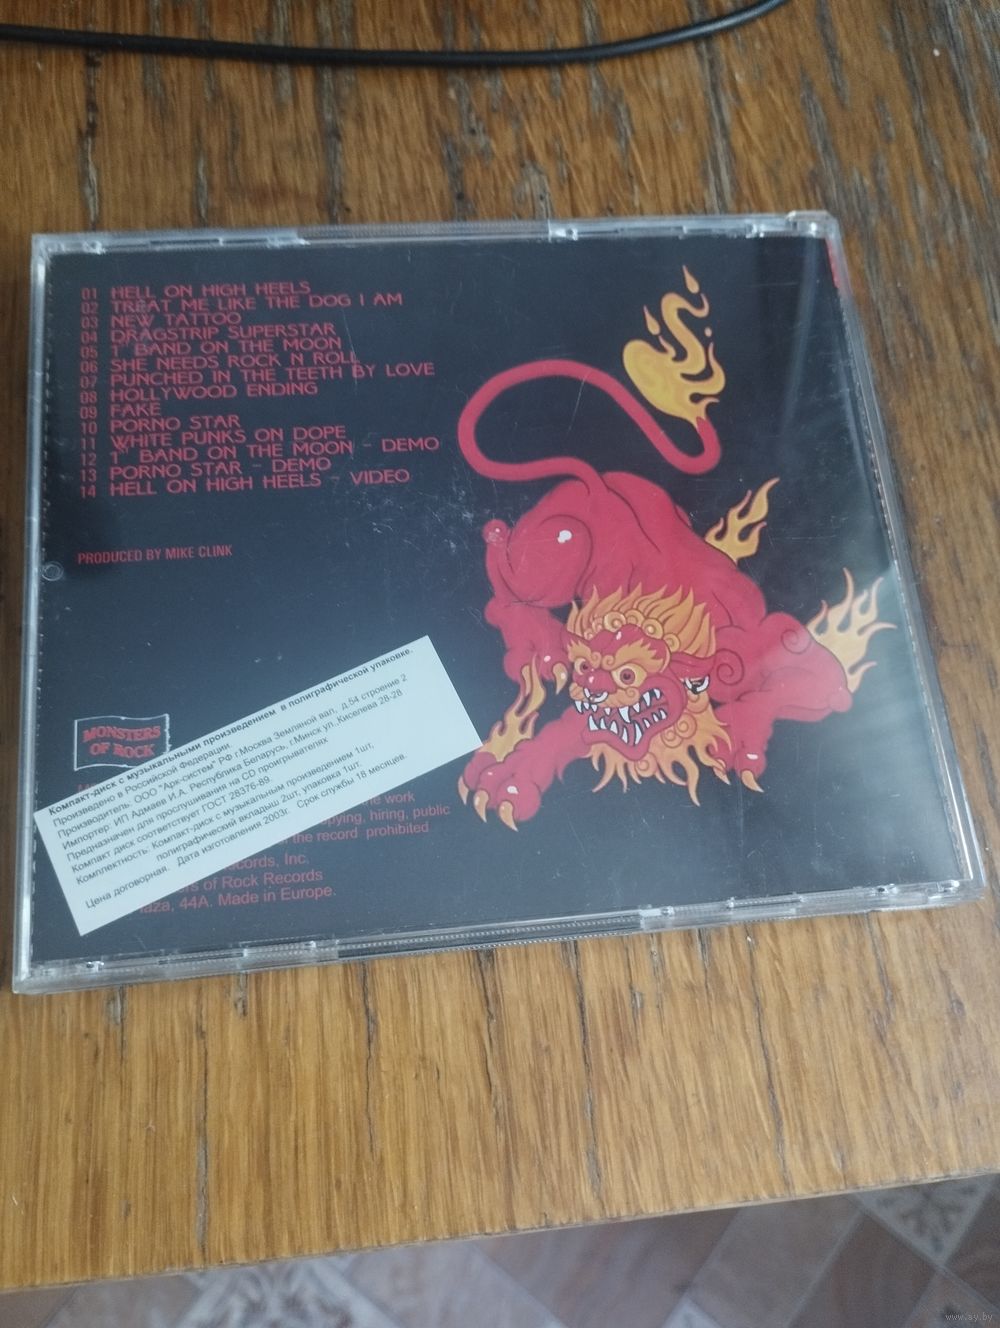 01 HELL ON HIGH HEELS
02 TREAT ME LIKE THE DOG I AM
03 NEW TATTOO
04 DRAGSTRIP SUPERSTAR
05 1ST BAND ON THE MOON
06 SHE NEEDS ROCK N ROLL
07 PUNCHED IN THE TEETH BY LOVE
08 HOLLYWOOD ENDING
09 FAKE
10 PORNO STAR
11 WHITE PUNKS ON DOPE
12 1ST BAND ON THE MOON - DEMO
13 PORNO STAR - DEMO
14 HELL ON HIGH HEELS - VIDEO
PRODUCED BY MIKE CLINK
MONSTERS
OF ROCK
Компакт-диск с музыкальными произведением в полиграфической упаковке.
Произведено в Российской Федерации.
Производитель: ООО "Арк-систем" РФ г.Москва Земляной вал, д.54 строение 2
Импортер: ИП Адмаев И.А. Республика Беларусь, г.Минск ул.Киселева 28-28
Предназначен для прослушивания на CD проигрывателях
Компакт диск соответствует ГОСТ 28376-89.
Комплектность: Компакт-диск с музыкальным произведением 1шт,
полиграфический вкладыш 2шт, упаковка 1шт.
Цена договорная. Дата изготовления 2003г. Срок службы 18 месяцев.
the work
hiring, public
the record prohibited
Inc.
of Rock Records
44A. Made in Europe.
www.ay.by